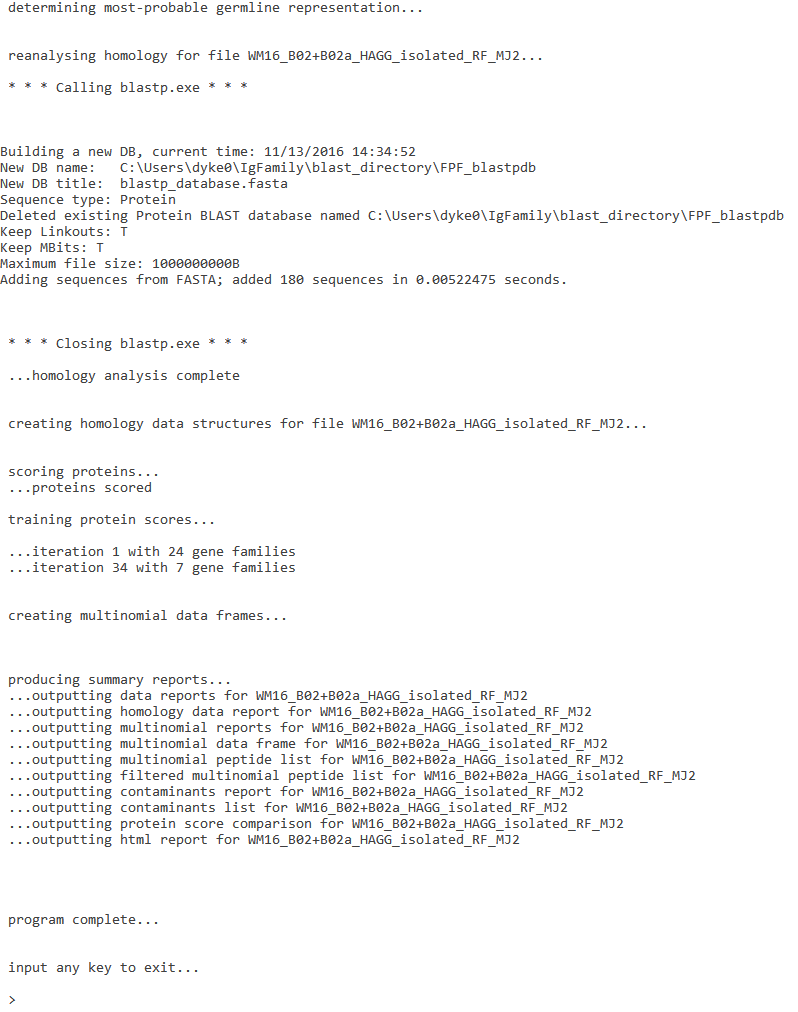 determining most-probable germline representation...
reanalysing homology for file WM16_B02+B02a_HAGG_isolated_RF_MJ2...
* * * Calling blastp.exe * * *
Building a new DB, current time: 11/13/2016 14:34:52
New DB name:   C:\Users\dyke0\IgFamily\blast_directory\FPF_blastpdb
New DB title:  blastp_database.fasta
Sequence type: Protein
Deleted existing Protein BLAST database named C:\Users\dyke0\IgFamily\blast_directory\FPF_blastpdb
Keep Linkouts: T
Keep MBits: T
Maximum file size: 1000000000B
Adding sequences from FASTA; added 180 sequences in 0.00522475 seconds.
* * * Closing blastp.exe * * *
...homology analysis complete
creating homology data structures for file WM16_B02+B02a_HAGG_isolated_RF_MJ2...
scoring proteins...
...proteins scored
training protein scores...
...iteration 1 with 24 gene families
...iteration 34 with 7 gene families
creating multinomial data frames...
producing summary reports...
...outputting data reports for WM16_B02+B02a_HAGG_isolated_RF_MJ2
...outputting homology data report for WM16_B02+B02a_HAGG_isolated_RF_MJ2
...outputting multinomial reports for WM16_B02+B02a_HAGG_isolated_RF_MJ2
...outputting multinomial data frame for WM16_B02+B02a_HAGG_isolated_RF_MJ2
...outputting multinomial peptide list for WM16_B02+B02a_HAGG_isolated_RF_MJ2
...outputting filtered multinomial peptide list for WM16_B02+B02a_HAGG_isolated_RF_MJ2
...outputting contaminants report for WM16_B02+B02a_HAGG_isolated_RF_MJ2
...outputting contaminants list for WM16_B02+B02a_HAGG_isolated_RF_MJ2
...outputting protein score comparison for WM16_B02+B02a_HAGG_isolated_RF_MJ2
...outputting html report for WM16_B02+B02a_HAGG_isolated_RF_MJ2
program complete...
input any key to exit...
>